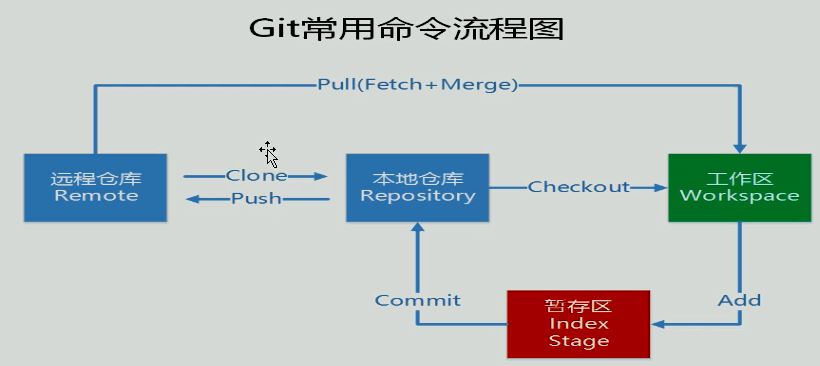 Git常用命令流程图
Pull(Fetch+Merge)
远程仓库
Remote
Clone
Push
本地仓库
Repository
Checkout
工作区
Workspace
Commit
暂存区
Index
Stage
Add